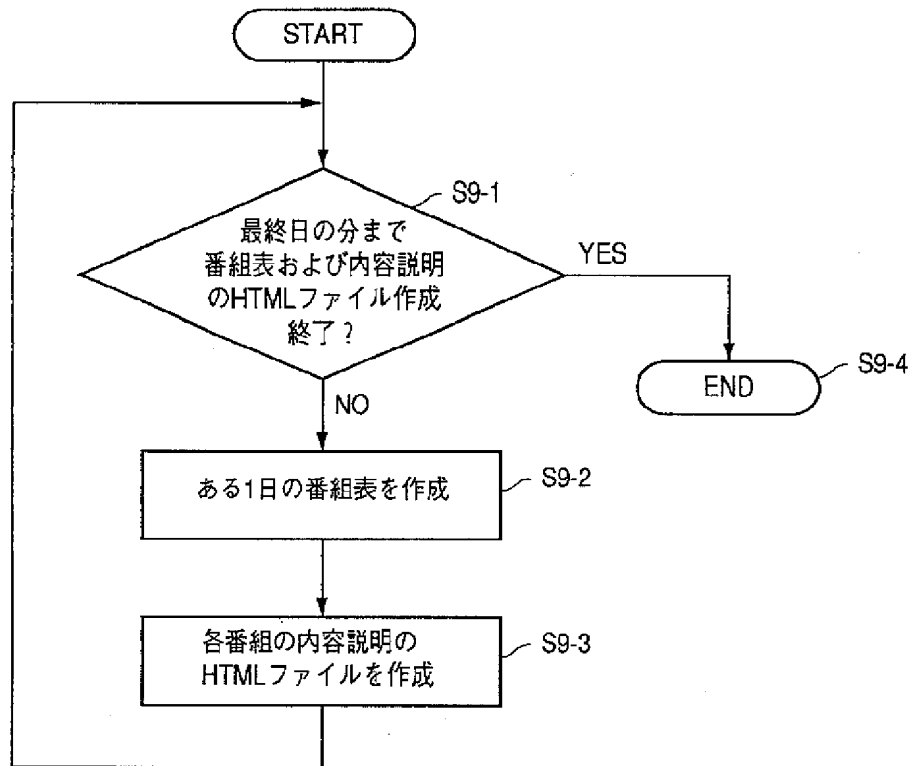 START
S9-1
最終日の分まで
番組表および内容説明
のHTMLファイル作成
終了？
YES
S9-4
END
NO
ある1日の番組表を作成
S9-2
各番組の内容説明の
HTMLファイルを作成
S9-3